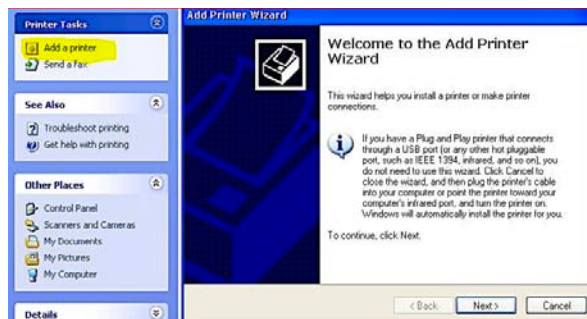 Printer Tasks
Add a printer
Send a Fax
See Also
Troubleshoot printing
Get help with printing
Other Places
Control Panel
Scanners and Cameras
My Documents
My Pictures
My Computer
Details
Add Printer Wizard
Welcome to the Add Printer
Wizard
This wizard helps you install a printer or make printer
connections.
If you have a Plug and Play printer that connects
through a USB port (or any other hot pluggable
port, such as IEEE 1394, infrared, and so on), you
do not need to use this wizard. Click Cancel to
close the wizard, and then plug the printer's cable
into your computer or point the printer toward your
computer's infrared port, and turn the printer on.
Windows will automatically install the printer for you.
To continue, click Next.
< Back
Next >
Cancel